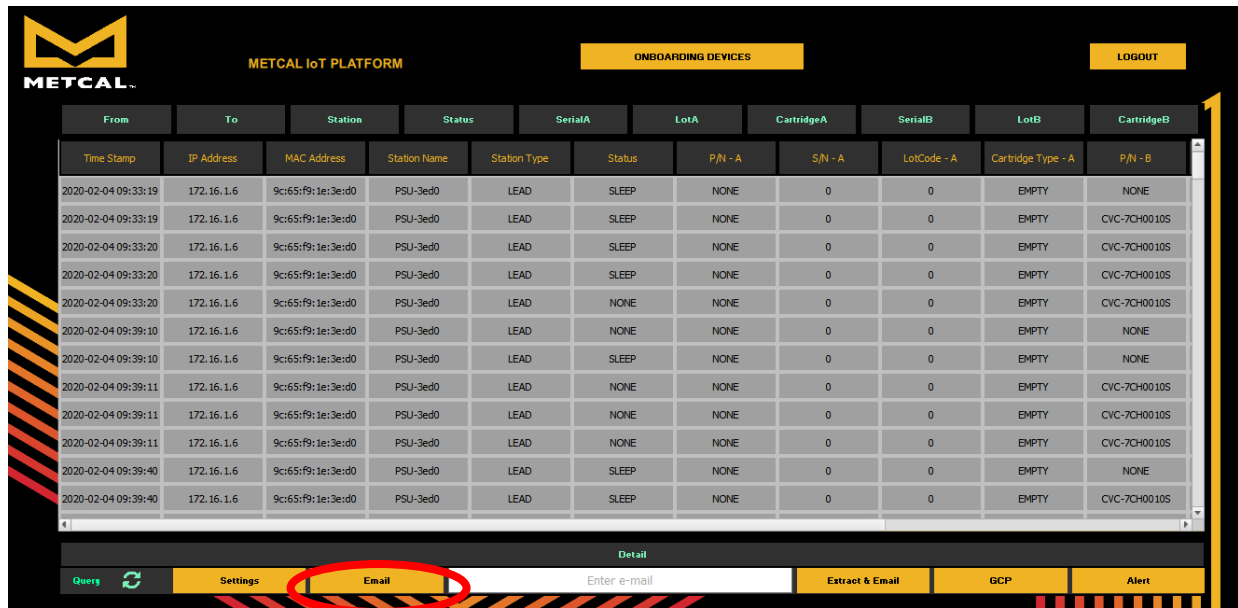 METCAL™
METCAL IoT PLATFORM
ONBOARDING DEVICES
LOGOUT
From To Station Status SerialA LotA CartridgeA SerialB LotB CartridgeB
Time Stamp IP Address MAC Address Station Name Station Type Status P/N - A S/N - A LotCode - A Cartridge Type - A P/N - B
2020-02-04 09:33:19 172.16.1.6 9c:65:f9:1e:3e:d0 PSU-3ed0 LEAD SLEEP NONE 0 0 EMPTY NONE
2020-02-04 09:33:19 172.16.1.6 9c:65:f9:1e:3e:d0 PSU-3ed0 LEAD SLEEP NONE 0 0 EMPTY CVC-7CH0010S
2020-02-04 09:33:20 172.16.1.6 9c:65:f9:1e:3e:d0 PSU-3ed0 LEAD SLEEP NONE 0 0 EMPTY CVC-7CH0010S
2020-02-04 09:33:20 172.16.1.6 9c:65:f9:1e:3e:d0 PSU-3ed0 LEAD SLEEP NONE 0 0 EMPTY CVC-7CH0010S
2020-02-04 09:33:20 172.16.1.6 9c:65:f9:1e:3e:d0 PSU-3ed0 LEAD NONE NONE 0 0 EMPTY CVC-7CH0010S
2020-02-04 09:39:10 172.16.1.6 9c:65:f9:1e:3e:d0 PSU-3ed0 LEAD NONE NONE 0 0 EMPTY NONE
2020-02-04 09:39:10 172.16.1.6 9c:65:f9:1e:3e:d0 PSU-3ed0 LEAD SLEEP NONE 0 0 EMPTY NONE
2020-02-04 09:39:11 172.16.1.6 9c:65:f9:1e:3e:d0 PSU-3ed0 LEAD NONE NONE 0 0 EMPTY CVC-7CH0010S
2020-02-04 09:39:11 172.16.1.6 9c:65:f9:1e:3e:d0 PSU-3ed0 LEAD NONE NONE 0 0 EMPTY CVC-7CH0010S
2020-02-04 09:39:11 172.16.1.6 9c:65:f9:1e:3e:d0 PSU-3ed0 LEAD NONE NONE 0 0 EMPTY CVC-7CH0010S
2020-02-04 09:39:40 172.16.1.6 9c:65:f9:1e:3e:d0 PSU-3ed0 LEAD SLEEP NONE 0 0 EMPTY NONE
2020-02-04 09:39:40 172.16.1.6 9c:65:f9:1e:3e:d0 PSU-3ed0 LEAD SLEEP NONE 0 0 EMPTY CVC-7CH0010S
Detail
Query Settings Email Enter e-mail Extract & Email GCP Alert